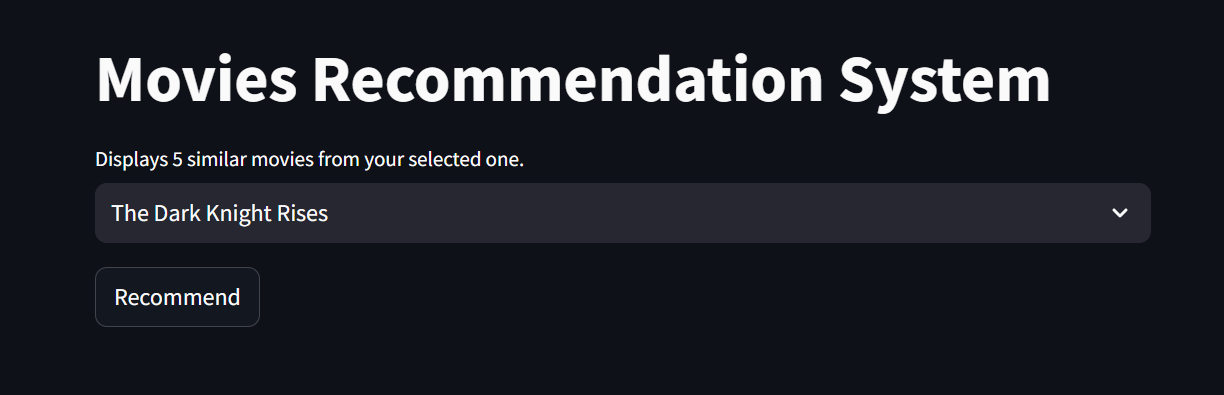 Movies Recommendation System
Displays 5 similar movies from your selected one.
The Dark Knight Rises
Recommend